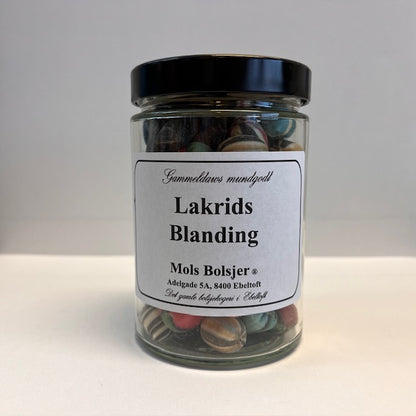 Gammeldaws mundgodt
Lakrids
Blanding
Mols Bolsjer ®
Adelgade 5A, 8400 Ebeltoft
Det gamle bolsjekogeri i Ebeltoft